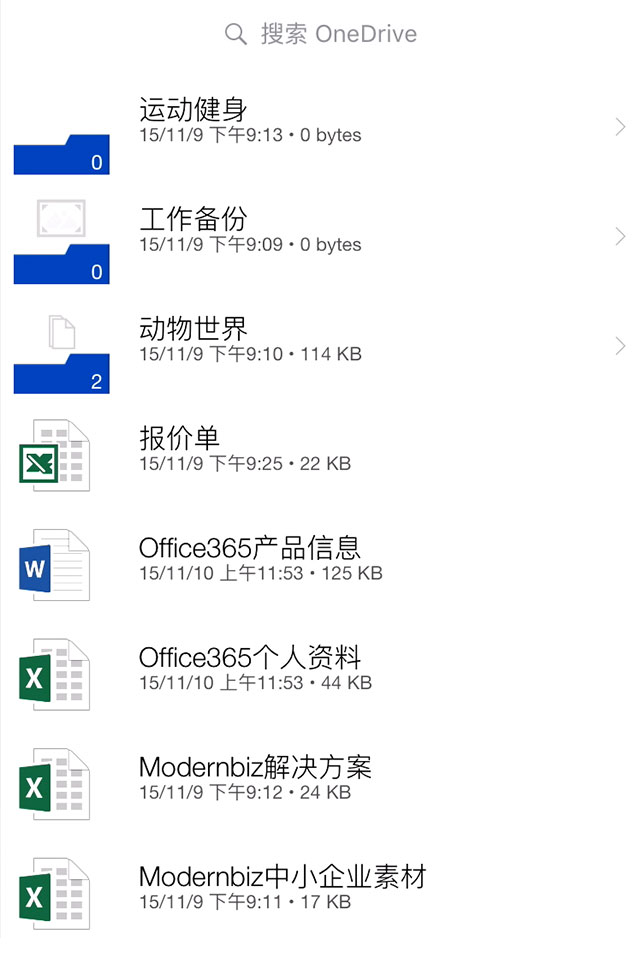 搜索 OneDrive
运动健身
15/11/9 下午9:13 • 0 bytes
0
工作备份
15/11/9 下午9:09 • 0 bytes
0
动物世界
15/11/9 下午9:10 • 114 KB
2
报价单
15/11/9 下午9:25 • 22 KB
X
Office365产品信息
15/11/10 上午11:53 • 125 KB
W
Office365个人资料
15/11/10 上午11:53 • 44 KB
X
Modernbiz解决方案
15/11/9 下午9:12 • 24 KB
X
Modernbiz中小企业素材
15/11/9 下午9:11 • 17 KB
X